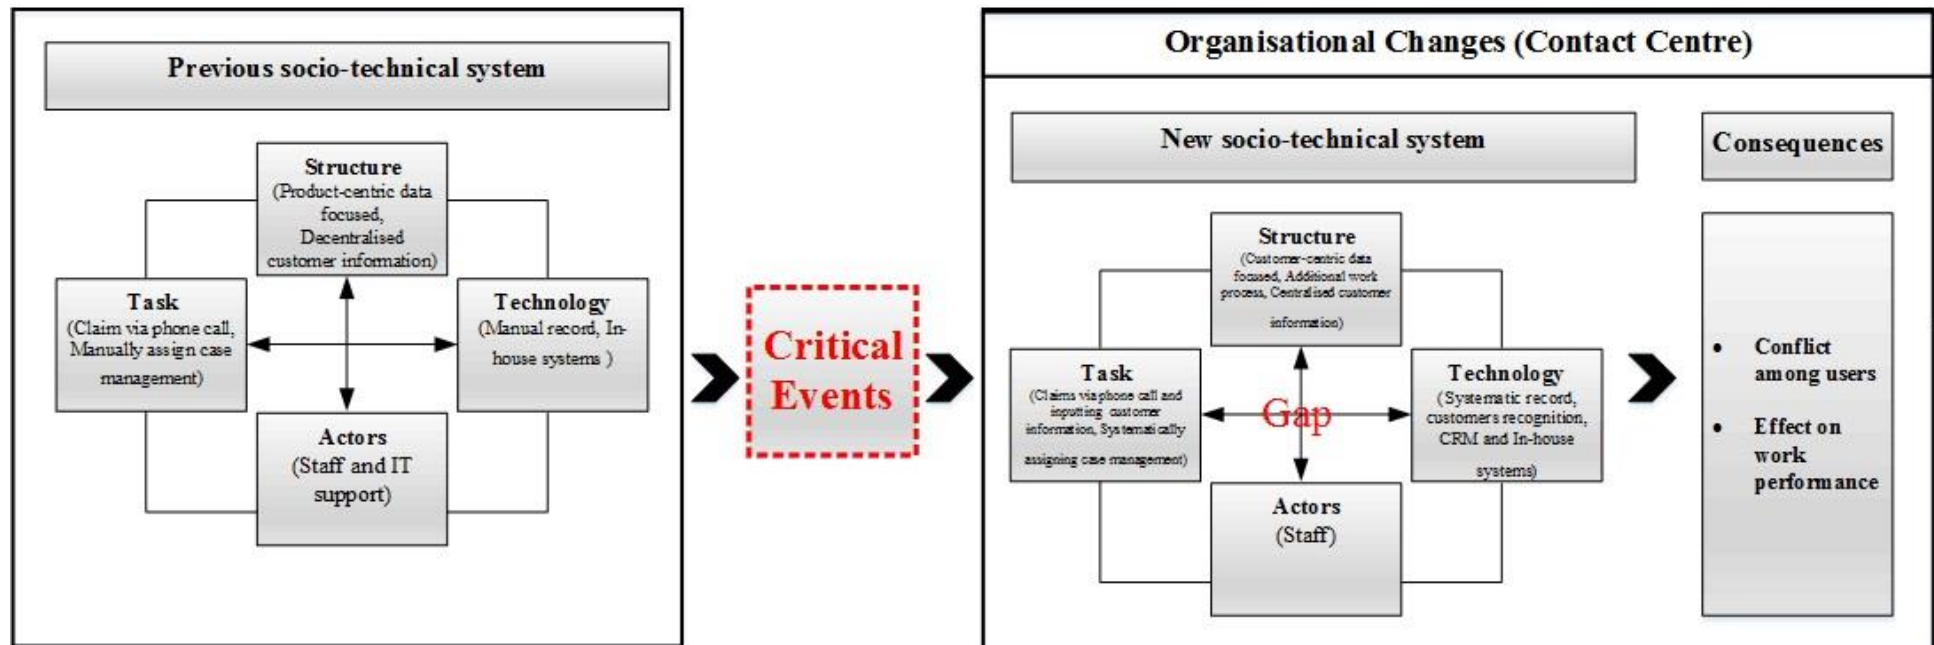 Previous socio-technical system
Structure
(Product-centric data
focused,
Decentralised
customer information)
Task
(Claim via phone call,
Manually assign case
management)
Technology
(Manual record, In-
house systems )
Actors
(Staff and IT
support)
Critical
Events
Organisational Changes (Contact Centre)
New socio-technical system
Structure
(Customer-centric data
focused, Additional work
process, Centralised customer
information)
Task
(Claims via phone call and
inputting customer
information, Systematically
assigning case management)
Gap
Technology
(Systematic record,
customers recognition,
CRM and In-house
systems)
Actors
(Staff)
Consequences
• Conflict
among users
• Effect on
work
performance